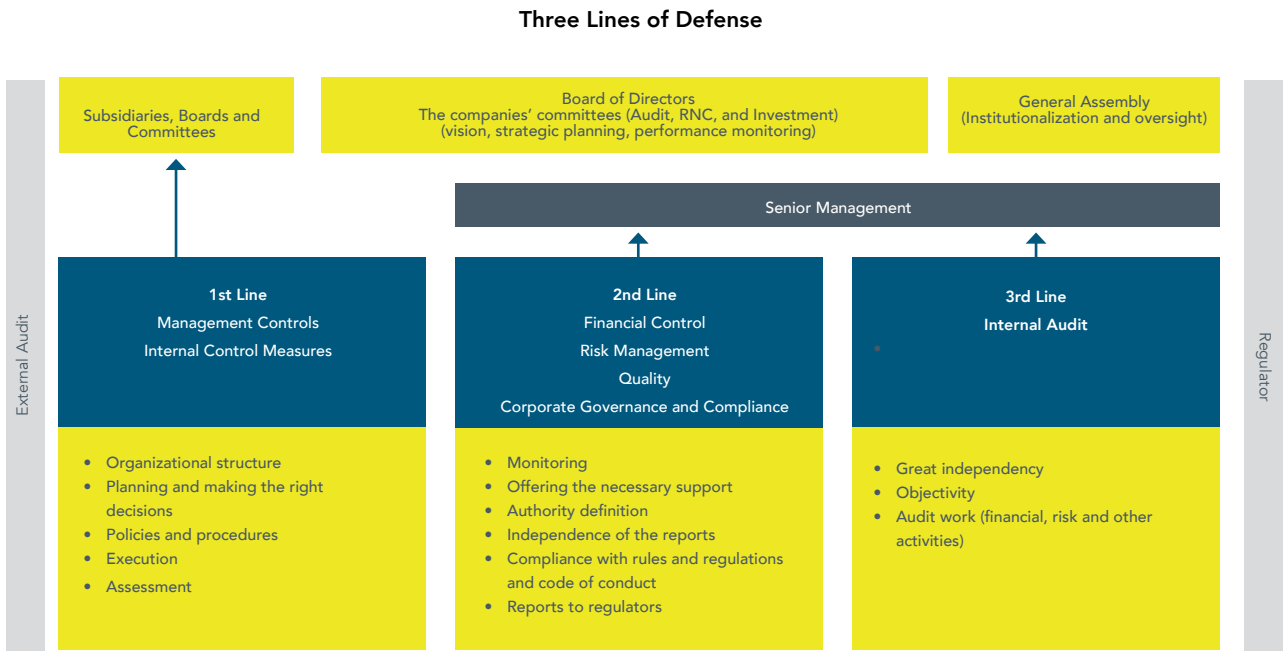 Three Lines of Defense
Subsidiaries, Boards and
Committees
Board of Directors
The companies' committees (Audit, RNC, and Investment)
(vision, strategic planning, performance monitoring)
General Assembly
(Institutionalization and oversight)
Senior Management
External Audit
1st Line
Management Controls
Internal Control Measures
2nd Line
Financial Control
Risk Management
Quality
Corporate Governance and Compliance
3rd Line
Internal Audit
•
Regulator
• Organizational structure
• Planning and making the right
decisions
• Policies and procedures
• Execution
• Assessment
• Monitoring
• Offering the necessary support
• Authority definition
• Independence of the reports
• Compliance with rules and regulations
and code of conduct
• Reports to regulators
• Great independency
• Objectivity
• Audit work (financial, risk and other
activities)